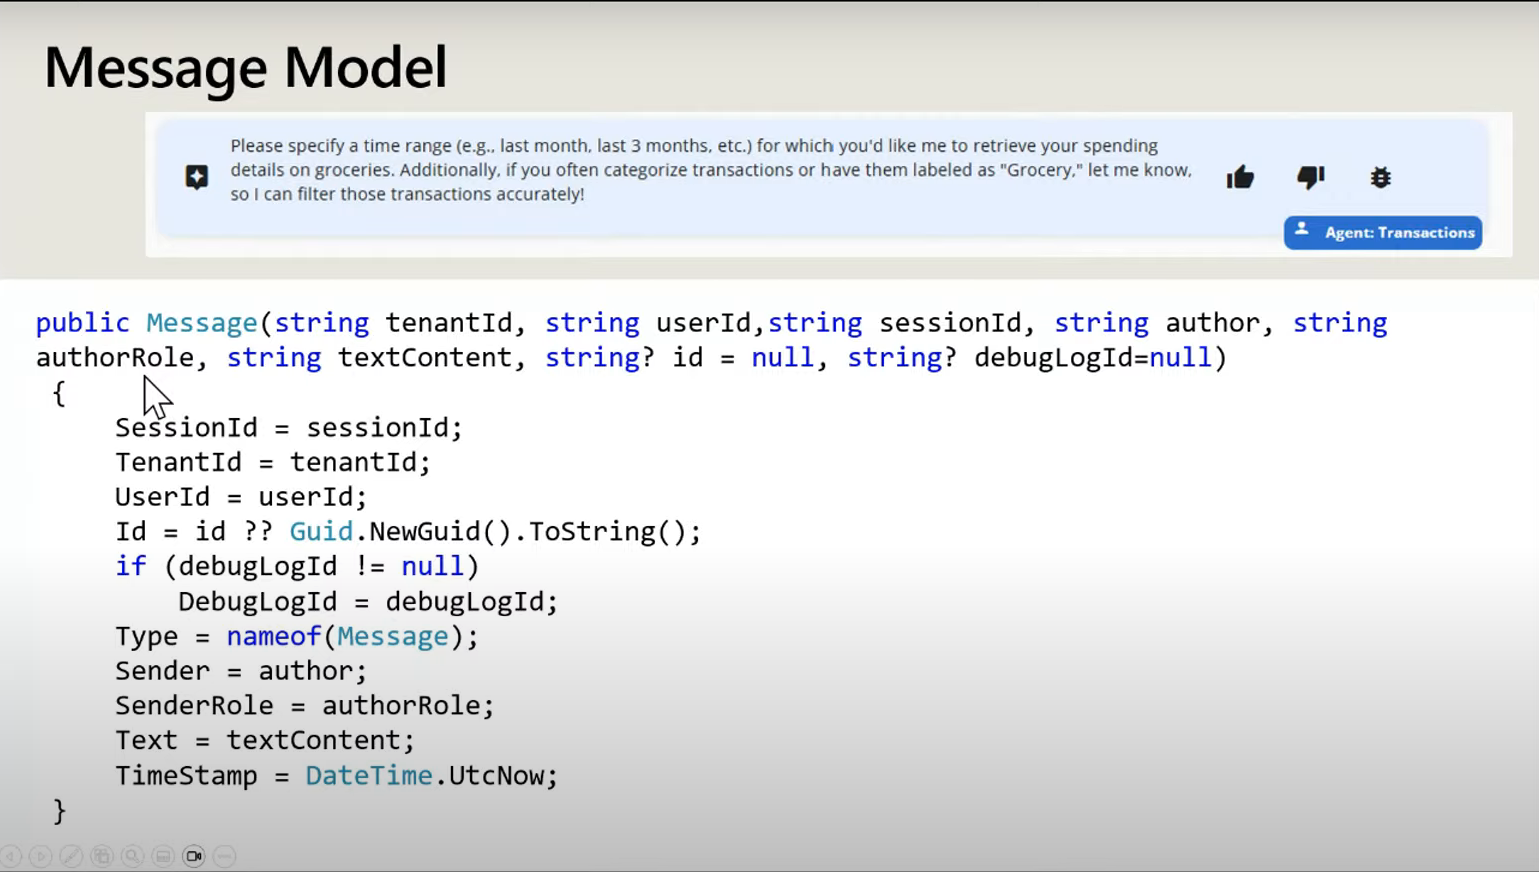 Message Model
Please specify a time range (e.g., last month, last 3 months, etc.) for which you'd like me to retrieve your spending
details on groceries. Additionally, if you often categorize transactions or have them labeled as "Grocery," let me know,
so I can filter those transactions accurately!
Agent: Transactions
public Message(string tenantId, string userId,string sessionId, string author, string
authorRole, string textContent, string? id = null, string? debugLogId=null)
{
SessionId = sessionId;
TenantId = tenantId;
UserId = userId;
Id = id ?? Guid.NewGuid().ToString();
if (debugLogId != null)
DebugLogId = debugLogId;
Type = nameof(Message);
Sender = author;
SenderRole = authorRole;
Text = textContent;
TimeStamp = DateTime.UtcNow;
}